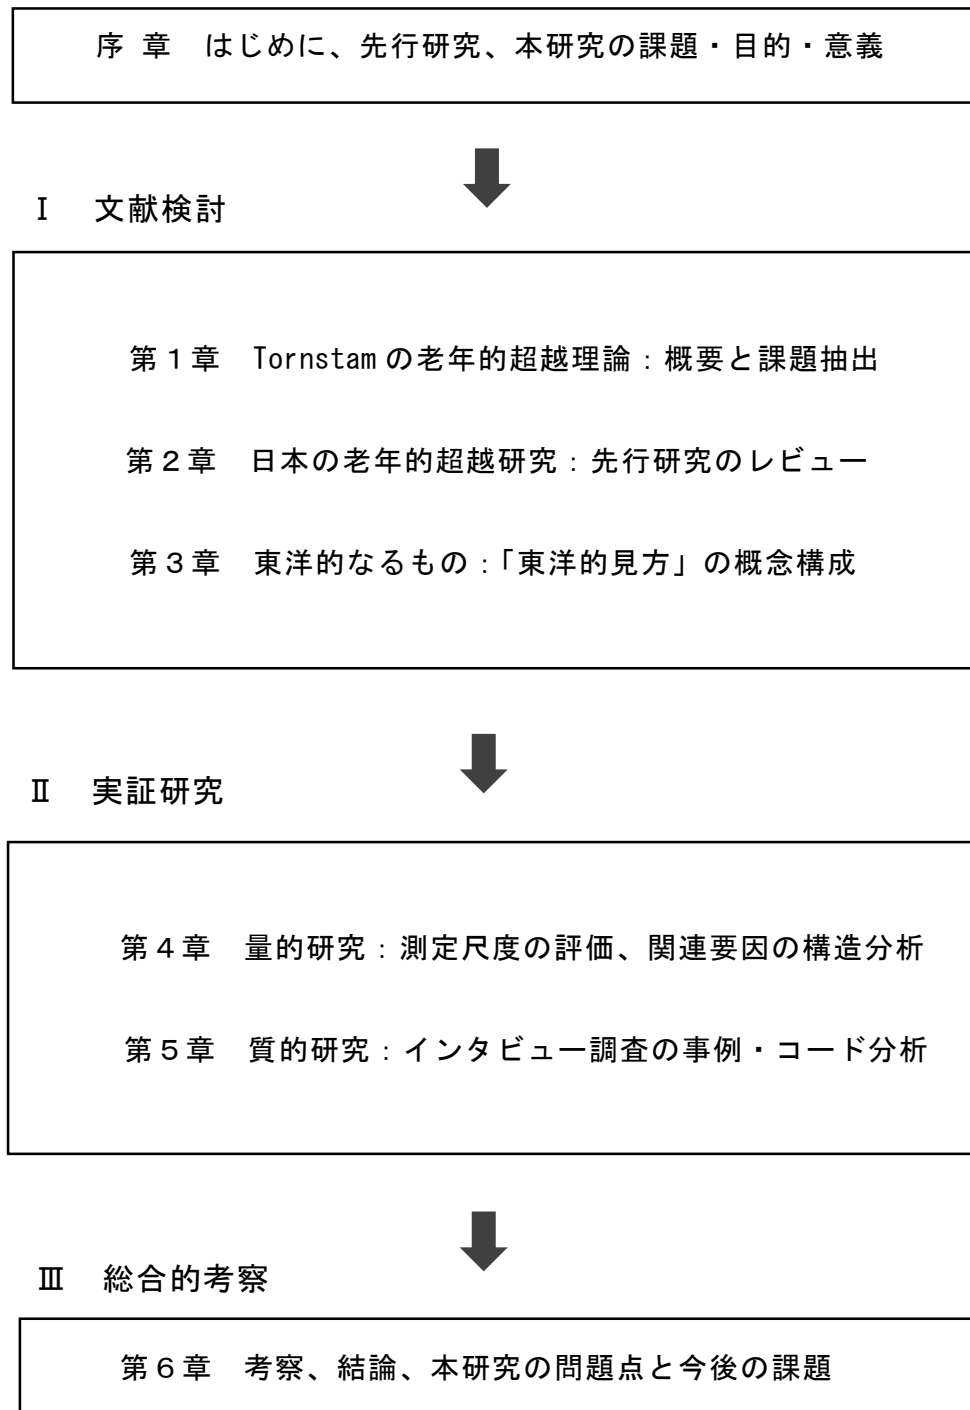 序 章　はじめに、先行研究、本研究の課題・目的・意義
Ⅰ　文献検討
第１章　Tornstam の老年的超越理論：概要と課題抽出
第２章　日本の老年的超越研究：先行研究のレビュー
第３章　東洋的なるもの：「東洋的見方」の概念構成
Ⅱ　実証研究
第４章　量的研究：測定尺度の評価、関連要因の構造分析
第５章　質的研究：インタビュー調査の事例・コード分析
Ⅲ　総合的考察
第６章　考察、結論、本研究の問題点と今後の課題